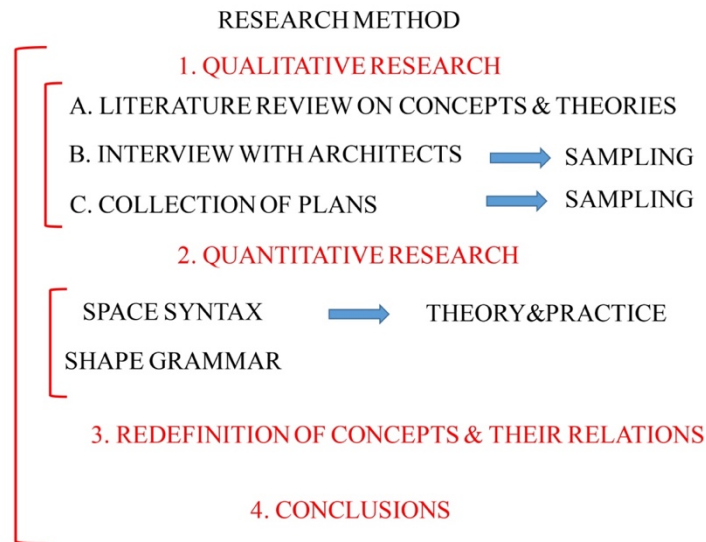 RESEARCH METHOD
1. QUALITATIVE RESEARCH
A. LITERATURE REVIEW ON CONCEPTS & THEORIES
B. INTERVIEW WITH ARCHITECTS SAMPLING
C. COLLECTION OF PLANS SAMPLING
2. QUANTITATIVE RESEARCH
SPACE SYNTAX THEORY&PRACTICE
SHAPE GRAMMAR
3. REDEFINITION OF CONCEPTS & THEIR RELATIONS
4. CONCLUSIONS